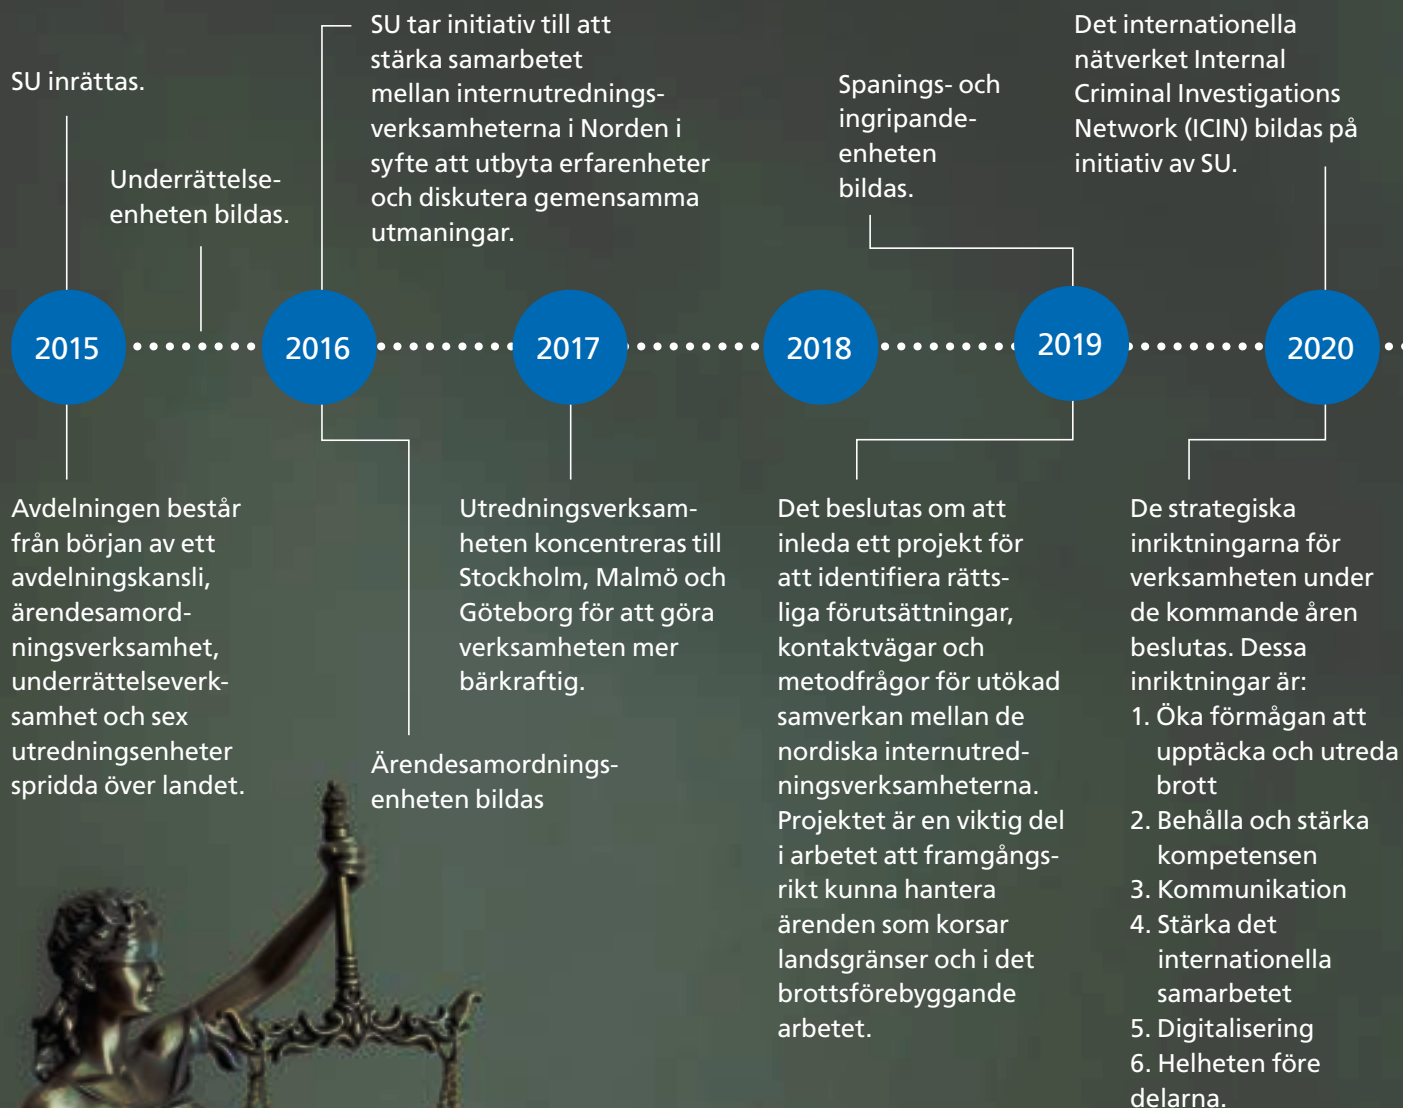 SU inrättas.
Underrättelse-
enheten bildas.
SU tar initiativ till att
stärka samarbetet
mellan internutrednings-
verksamheterna i Norden i
syfte att utbyta erfarenheter
och diskutera gemensamma
utmaningar.
Spanings- och
ingripande-
enheten
bildas.
Det internationella
nätverket Internal
Criminal Investigations
Network (ICIN) bildas på
initiativ av SU.
2015
2016
2017
2018
2019
2020
Avdelningen består
från början av ett
avdelningskansli,
ärendesamord-
ningsverksamhet,
underrättelseverk-
samhet och sex
utredningsenheter
spridda över landet.
Ärendesamordnings-
enheten bildas
Utredningsverksam-
heten koncentreras till
Stockholm, Malmö och
Göteborg för att göra
verksamheten mer
bärkraftig.
Det beslutas om att
inleda ett projekt för
att identifiera rätts-
liga förutsättningar,
kontaktvägar och
metodfrågor för utökad
samverkan mellan de
nordiska internutred-
ningsverksamheterna.
Projektet är en viktig del
i arbetet att framgångs-
rikt kunna hantera
ärenden som korsar
landsgränser och i det
brottsförebyggande
arbetet.
De strategiska
inriktningarna för
verksamheten under
de kommande åren
beslutas. Dessa
inriktningar är:
1. Öka förmågan att
upptäcka och utreda
brott
2. Behålla och stärka
kompetensen
3. Kommunikation
4. Stärka det
internationella
samarbetet
5. Digitalisering
6. Helheten före
delarna.